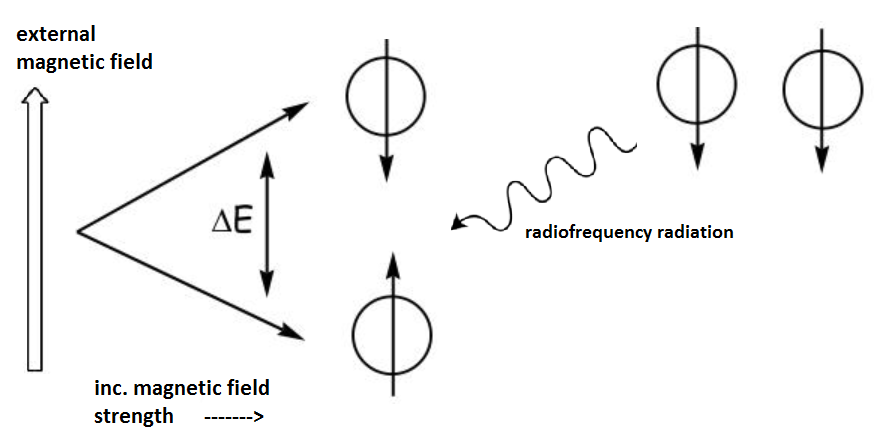 external
magnetic field
ΔE
radiofrequency radiation
inc. magnetic field
strength ------->